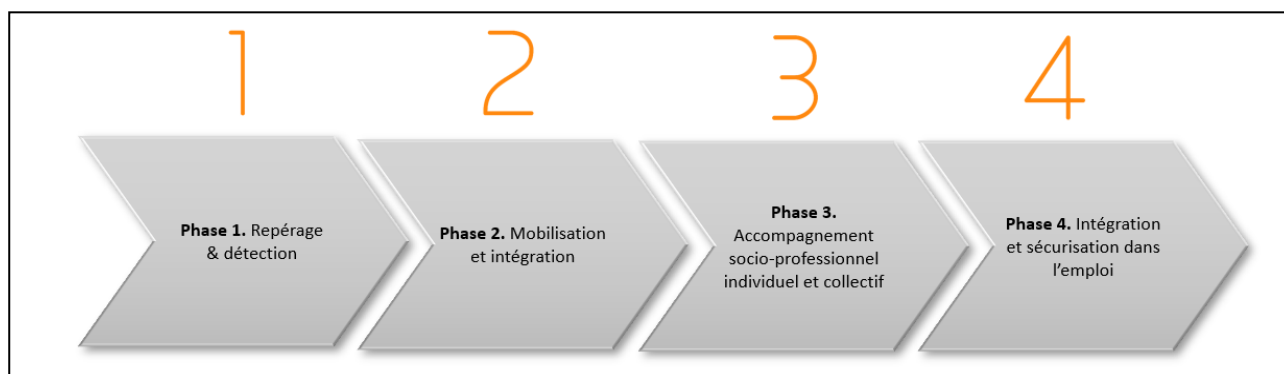 1
2
3
4
Phase 1. Repérage
& détection
Phase 2. Mobilisation
et intégration
Phase 3.
Accompagnement
socio-professionnel
individuel et collectif
Phase 4. Intégration
et sécurisation dans
l’emploi